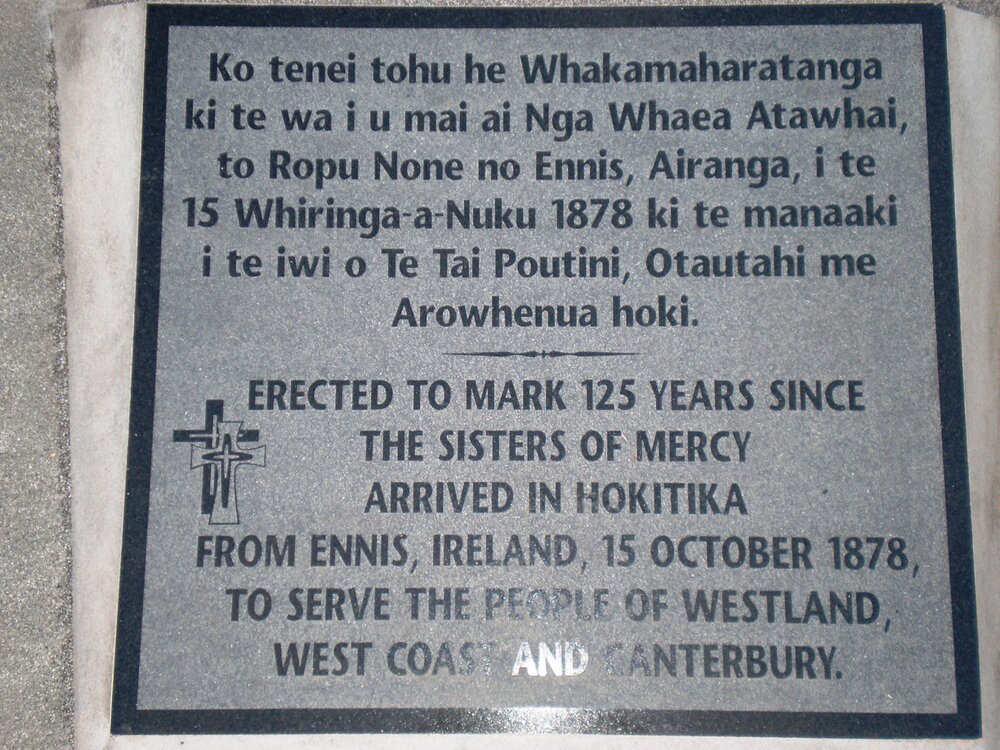 Ko tenei tohu he Whakamaharatanga
ki te wa i u mai ai Nga Whaea Atawhai,
to Ropu None no Ennis, Airanga, i te
15 Whiringa-a-Nuku 1878 ki te manaaki
i te iwi o Te Tai Poutini, Otautahi me
Arowhenua hoki.
ERECTED TO MARK 125 YEARS SINCE
THE SISTERS OF MERCY
ARRIVED IN HOKITIKA
FROM ENNIS, IRELAND, 15 OCTOBER 1878,
TO SERVE THE PEOPLE OF WESTLAND,
WEST COAST AND CANTERBURY.